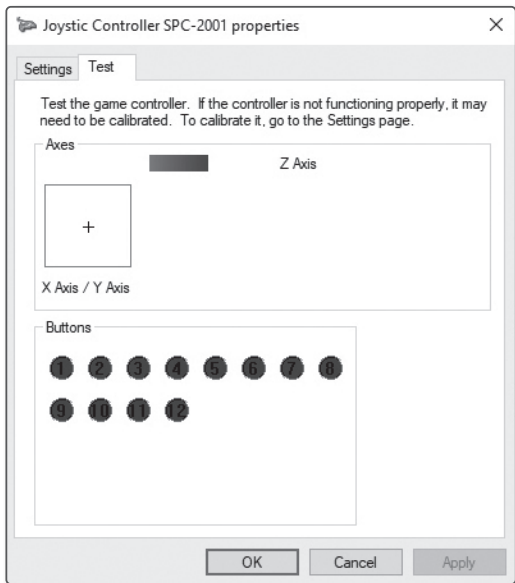 Joystic Controller SPC-2001 properties
Settings
Test
Test the game controller. If the controller is not functioning properly, it may
need to be calibrated. To calibrate it, go to the Settings page.
Axes
Z Axis
X Axis / Y Axis
Buttons
1 2 3 4 5 6 7 8
9 10 11 12
OK Cancel Apply